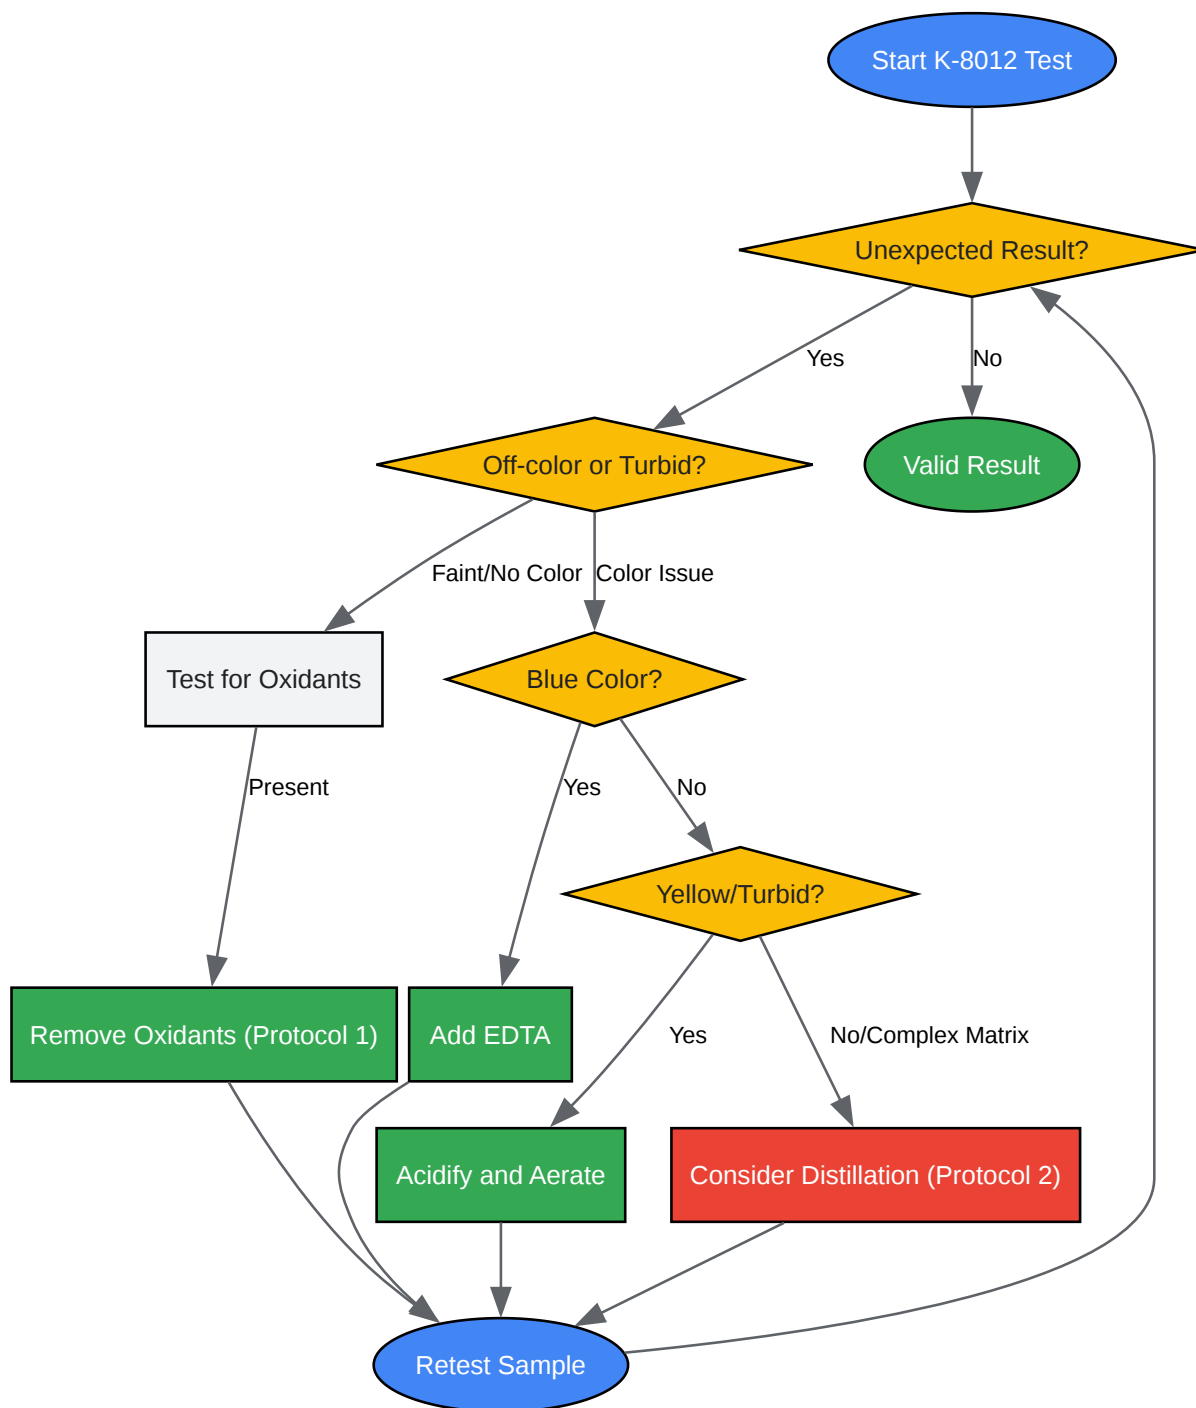 Start K-8012 Test
Unexpected Result?
Yes
No
Off-color or Turbid?
Valid Result
Faint/No Color
Color Issue
Test for Oxidants
Blue Color?
Present
Yes
No
Yellow/Turbid?
Remove Oxidants (Protocol 1)
Add EDTA
Yes
No/Complex Matrix
Acidify and Aerate
Consider Distillation (Protocol 2)
Retest Sample